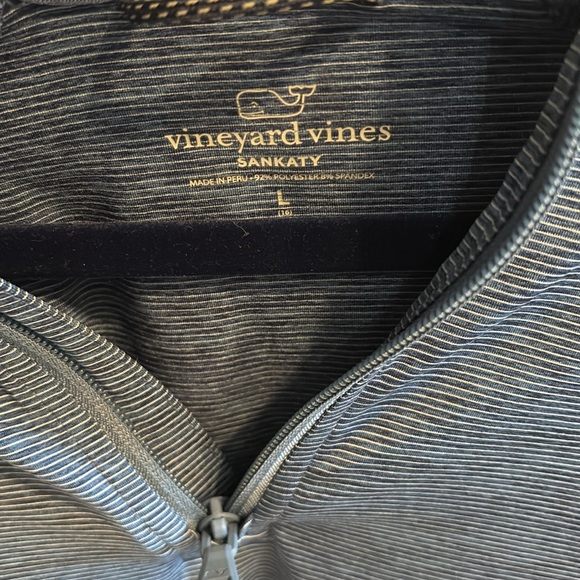 vineyard vines
SANKATY
MADE IN PERU · 92% POLYESTER 8% SPANDEX
L
(16)